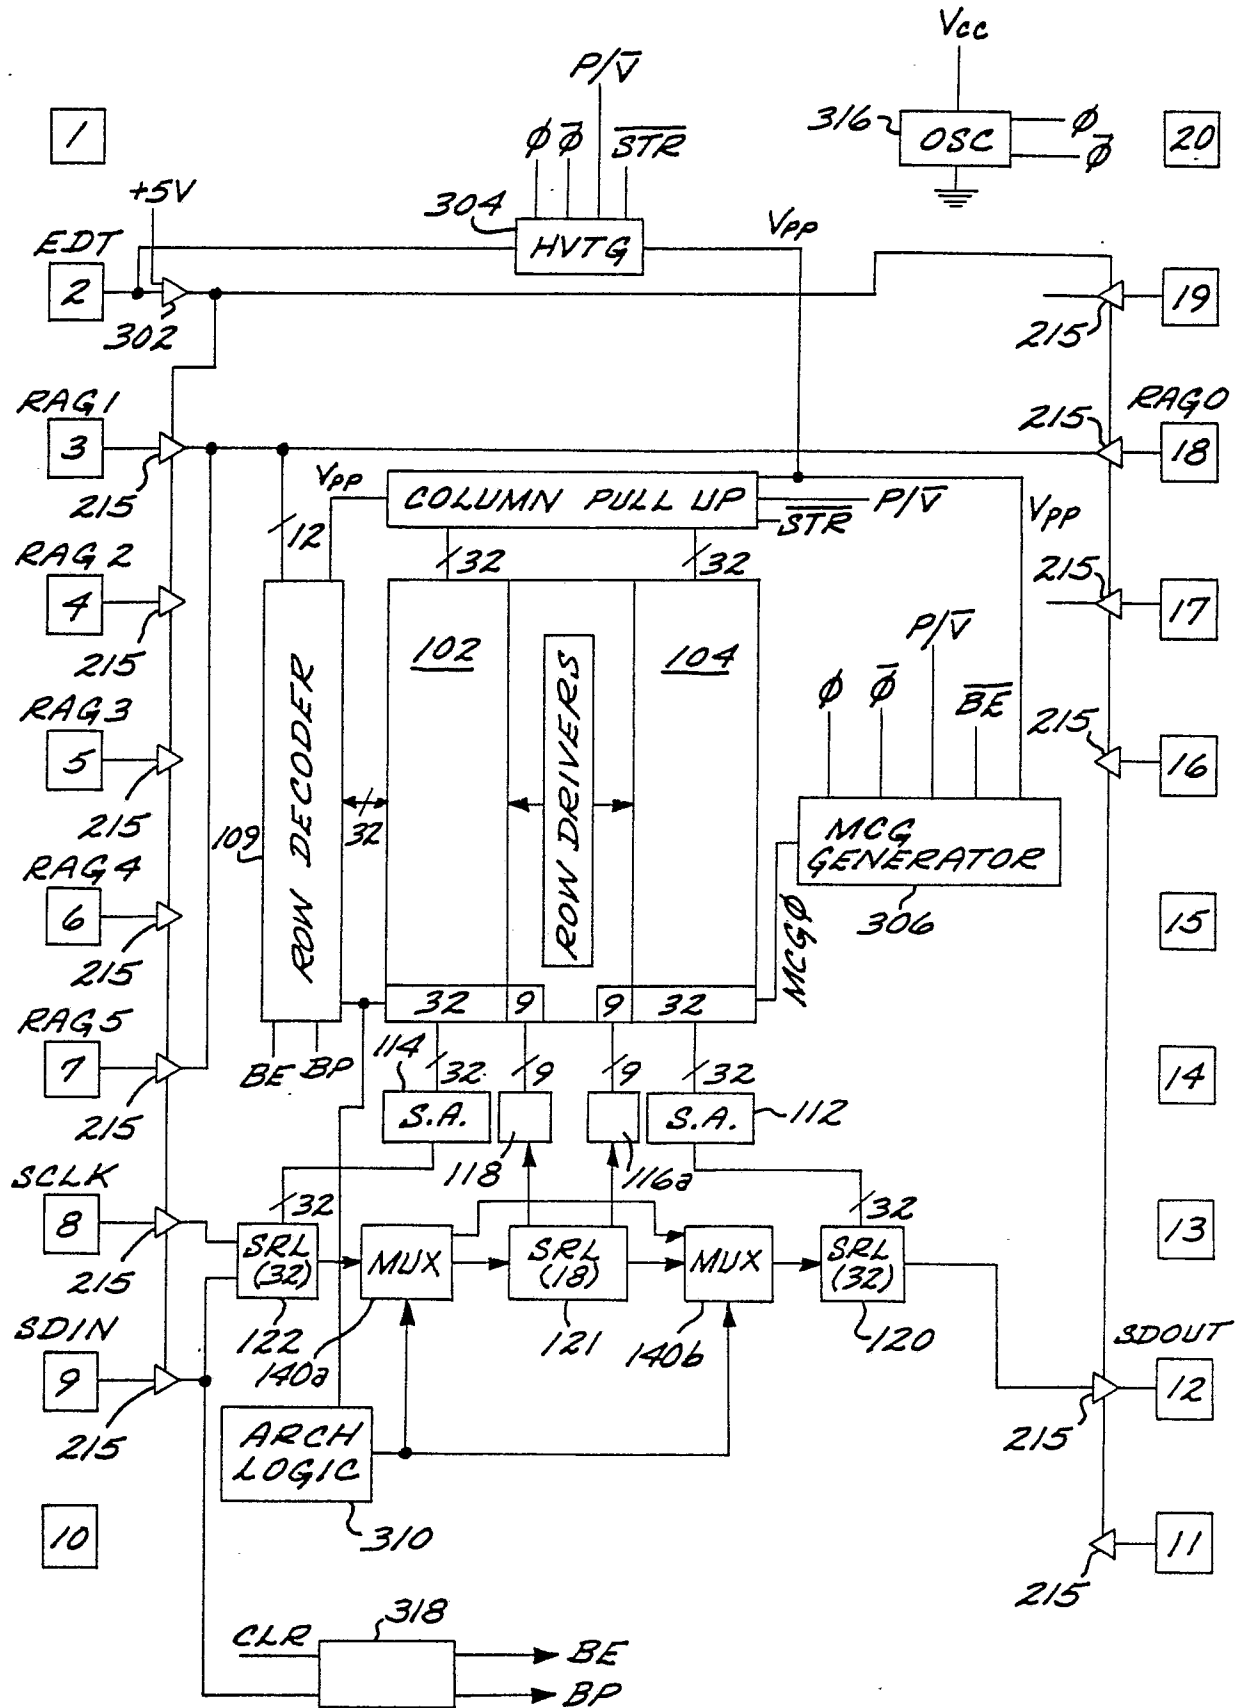 Vcc
P/V̅
1
ϕ
ϕ̅
S̅T̅R̅
316
OSC
ϕ
ϕ̅
20
+5V
304
HVTG
Vpp
EDT
2
302
215
19
RAG1
3
215
215
RAG0
18
Vpp
COLUMN PULL UP
P/V̅
S̅T̅R̅
Vpp
12
32
32
RAG2
4
215
215
17
102
104
P/V̅
ROW DECODER
ROW DRIVERS
ϕ
ϕ̅
B̅E̅
RAG3
5
215
215
16
109
32
MCG
GENERATOR
306
RAG4
6
215
15
MCGϕ
32
9
9
32
RAG5
7
215
BE
BP
114
32
9
9
32
14
S.A.
118
116a
S.A.
112
SCLK
8
215
32
32
13
SRL
(32)
MUX
SRL
(18)
MUX
SRL
(32)
SDIN
9
215
122
140a
121
140b
120
SDOUT
12
215
ARCH
LOGIC
310
10
11
215
318
CLR
BE
BP